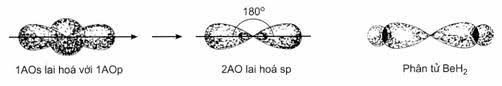 180°
1AOs lai hoá với 1AOp
2AO lai hoá sp
Phân tử BeH₂